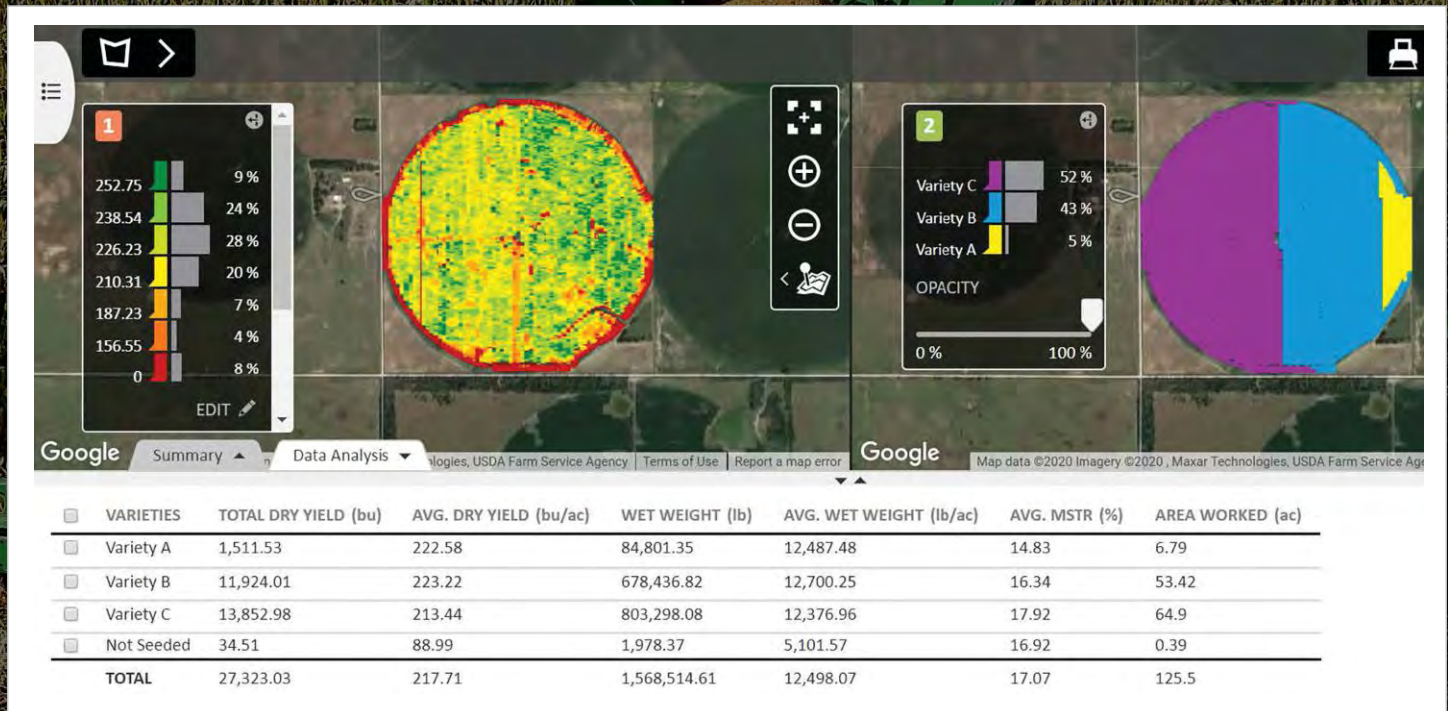 1
252.75
238.54
226.23
210.31
187.23
156.55
0
9 %
24 %
28 %
20 %
7 %
4 %
8 %
EDIT
2
Variety C 52 %
Variety B 43 %
Variety A 5 %
OPACITY
0 % 100 %
Google
Summary
Data Analysis
logies, USDA Farm Service Agency Terms of Use Report a map error
Google
Map data ©2020 Imagery ©2020 , Maxar Technologies, USDA Farm Service Age
VARIETIES TOTAL DRY YIELD (bu) AVG. DRY YIELD (bu/ac) WET WEIGHT (lb) AVG. WET WEIGHT (lb/ac) AVG. MSTR (%) AREA WORKED (ac)
Variety A 1,511.53 222.58 84,801.35 12,487.48 14.83 6.79
Variety B 11,924.01 223.22 678,436.82 12,700.25 16.34 53.42
Variety C 13,852.98 213.44 803,298.08 12,376.96 17.92 64.9
Not Seeded 34.51 88.99 1,978.37 5,101.57 16.92 0.39
TOTAL 27,323.03 217.71 1,568,514.61 12,498.07 17.07 125.5